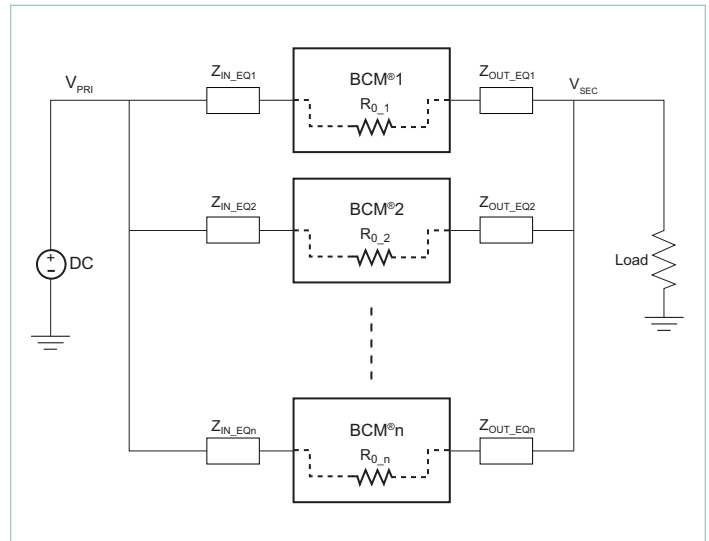 V_PRI
Z_IN_EQ1
BCM®1
R_0_1
Z_OUT_EQ1
V_SEC
Z_IN_EQ2
BCM®2
R_0_2
Z_OUT_EQ2
+
–
DC
Load
Z_IN_EQn
BCM®n
R_0_n
Z_OUT_EQn